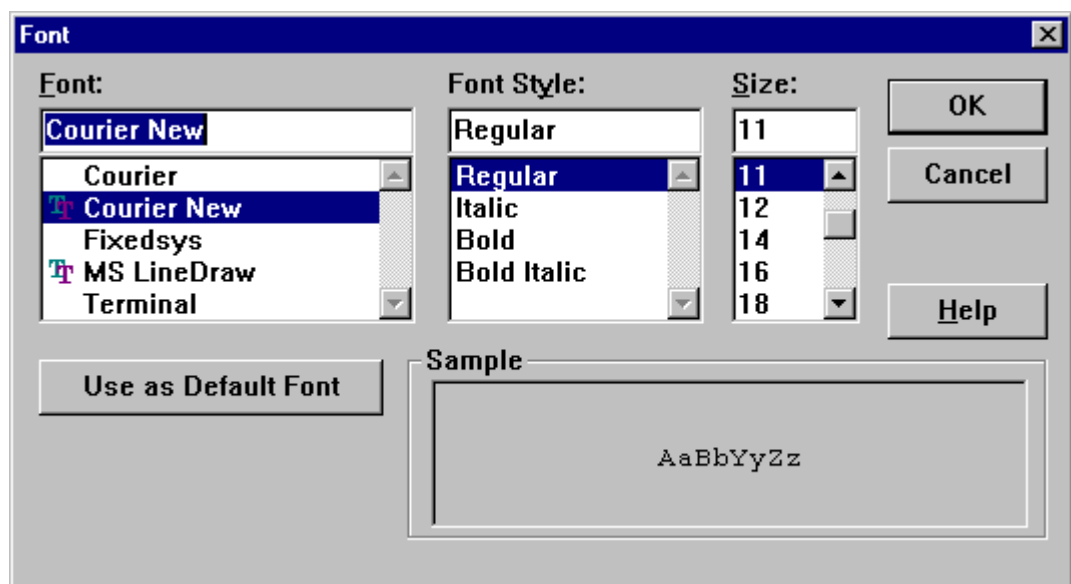 Font
Font:
Font Style:
Size:
Courier New
Regular
11
OK
Courier
Courier New
Fixedsys
MS LineDraw
Terminal
Regular
Italic
Bold
Bold Italic
11
12
14
16
18
Cancel
Help
Use as Default Font
Sample
AaBbYyZz